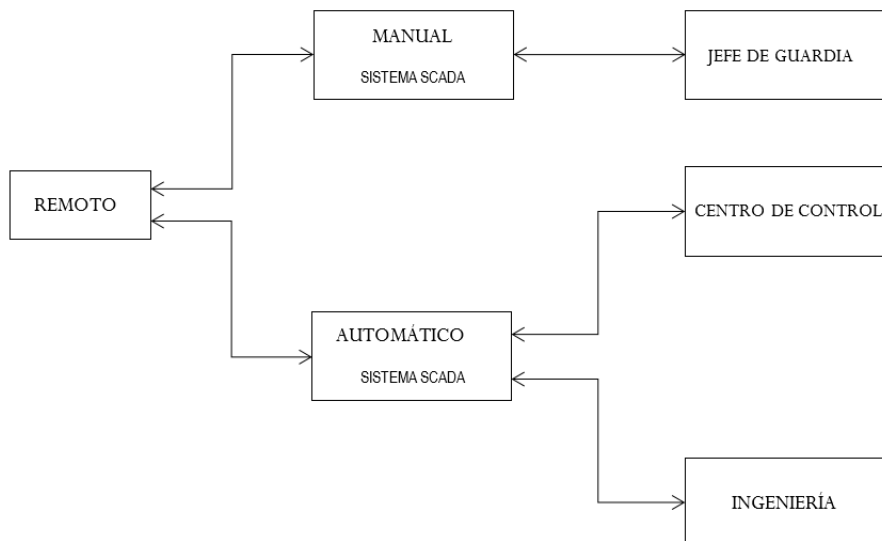 MANUAL
SISTEMA SCADA
JEFE DE GUARDIA
REMOTO
CENTRO DE CONTROL
AUTOMÁTICO
SISTEMA SCADA
INGENIERÍA